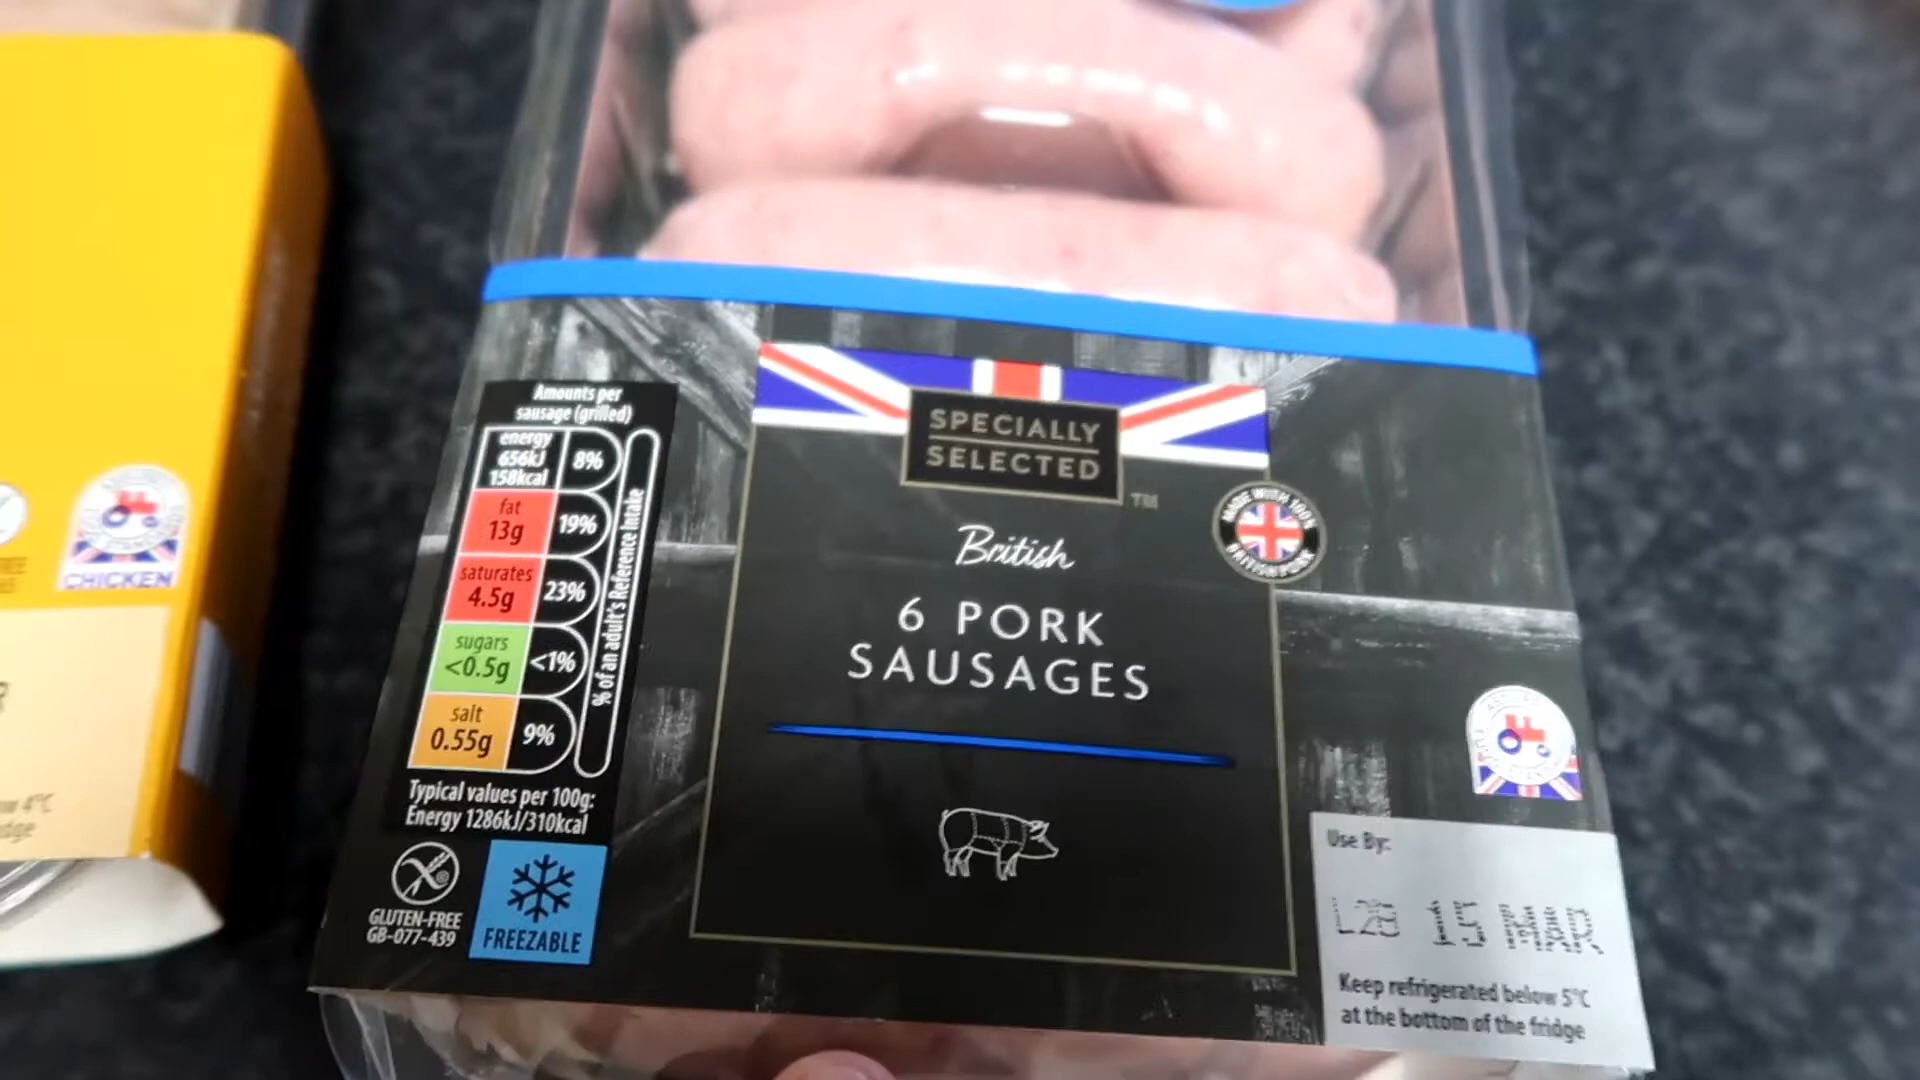 Amounts per
sausage (grilled)
energy
656kJ
158kcal
8%
fat
13g
19%
saturates
4.5g
23%
sugars
<0.5g
<1%
salt
0.55g
9%
% of an adult's Reference Intake
Typical values per 100g:
Energy 1286kJ/310kcal
GLUTEN-FREE
GB-077-439
FREEZABLE
SPECIALLY
SELECTED
TM
British
6 PORK
SAUSAGES
MADE WITH 100%
BRITISH PORK
Use By:
L28 15 MAR
Keep refrigerated below 5°C
at the bottom of the fridge
CHICKEN
4°C